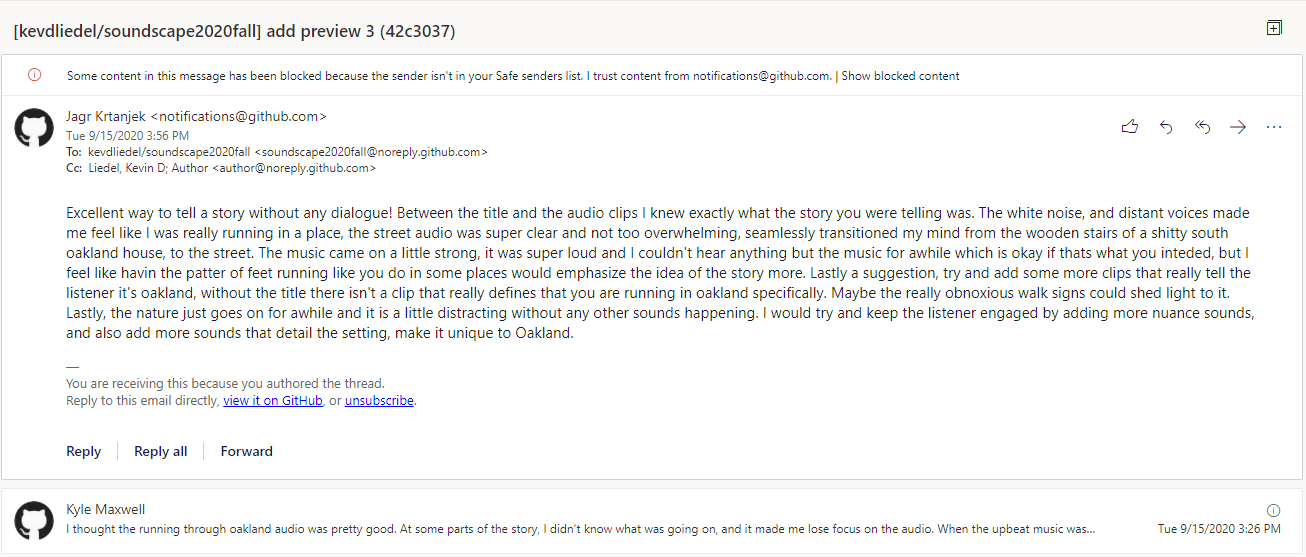 [kevdliedel/soundscape2020fall] add preview 3 (42c3037)
Some content in this message has been blocked because the sender isn't in your Safe senders list. I trust content from notifications@github.com. | Show blocked content
Jagr Krtanjek <notifications@github.com>
Tue 9/15/2020 3:56 PM
To: kevdliedel/soundscape2020fall <soundscape2020fall@noreply.github.com>
Cc: Liedel, Kevin D; Author <author@noreply.github.com>
Excellent way to tell a story without any dialogue! Between the title and the audio clips I knew exactly what the story you were telling was. The white noise, and distant voices made
me feel like I was really running in a place, the street audio was super clear and not too overwhelming, seamlessly transitioned my mind from the wooden stairs of a shitty south
oakland house, to the street. The music came on a little strong, it was super loud and I couldn't hear anything but the music for awhile which is okay if thats what you inteded, but I
feel like havin the patter of feet running like you do in some places would emphasize the idea of the story more. Lastly a suggestion, try and add some more clips that really tell the
listener it's oakland, without the title there isn't a clip that really defines that you are running in oakland specifically. Maybe the really obnoxious walk signs could shed light to it.
Lastly, the nature just goes on for awhile and it is a little distracting without any other sounds happening. I would try and keep the listener engaged by adding more nuance sounds,
and also add more sounds that detail the setting, make it unique to Oakland.
—
You are receiving this because you authored the thread.
Reply to this email directly, view it on GitHub, or unsubscribe.
Reply | Reply all | Forward
Kyle Maxwell
I thought the running through oakland audio was pretty good. At some parts of the story, I didn't know what was going on, and it made me lose focus on the audio. When the upbeat music was...
Tue 9/15/2020 3:26 PM